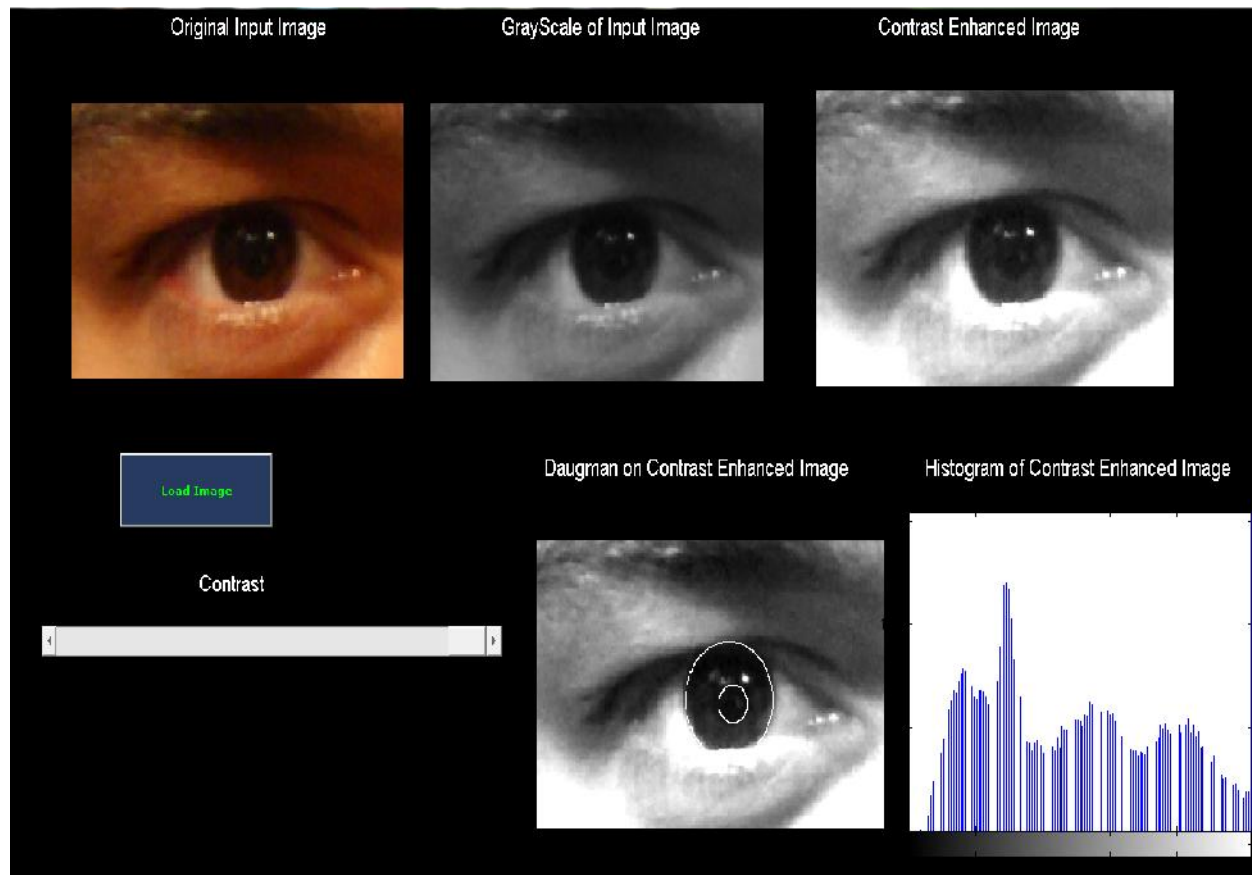 Original Input Image
GrayScale of Input Image
Contrast Enhanced Image
Load Image
Contrast
Daugman on Contrast Enhanced Image
Histogram of Contrast Enhanced Image